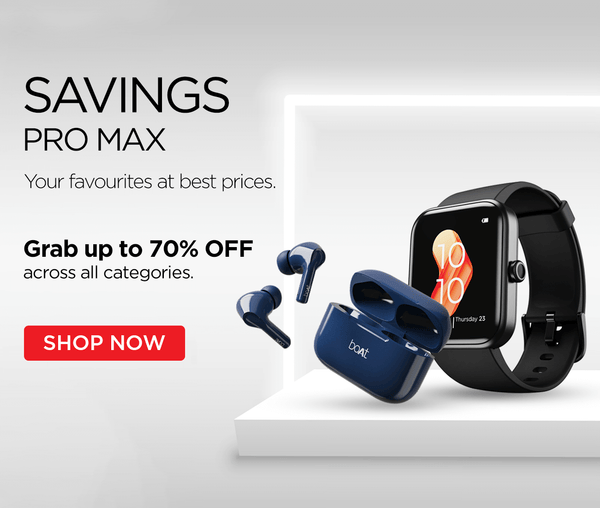 SAVINGS
PRO MAX
Your favourites at best prices.
Grab up to 70% OFF
across all categories.
SHOP NOW
boAt
10
10
Thursday 23